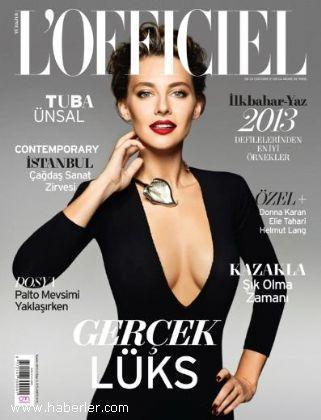 L'OFFICIEL
TUBA
ÜNSAL
CONTEMPORARY
İSTANBUL
Çağdaş Sanat
Zirvesi
İlkbahar-Yaz
2013
DEFİLELERİNDEN
EN İYİ
ÖRNEKLER
ÖZEL+
Donna Karan
Elie Tahari
Helmut Lang
DOSYA
Palto Mevsimi
Yaklaşırken
KAZAKLA
Şık Olma
Zamanı
GERÇEK
LÜKS
www.haberler.com